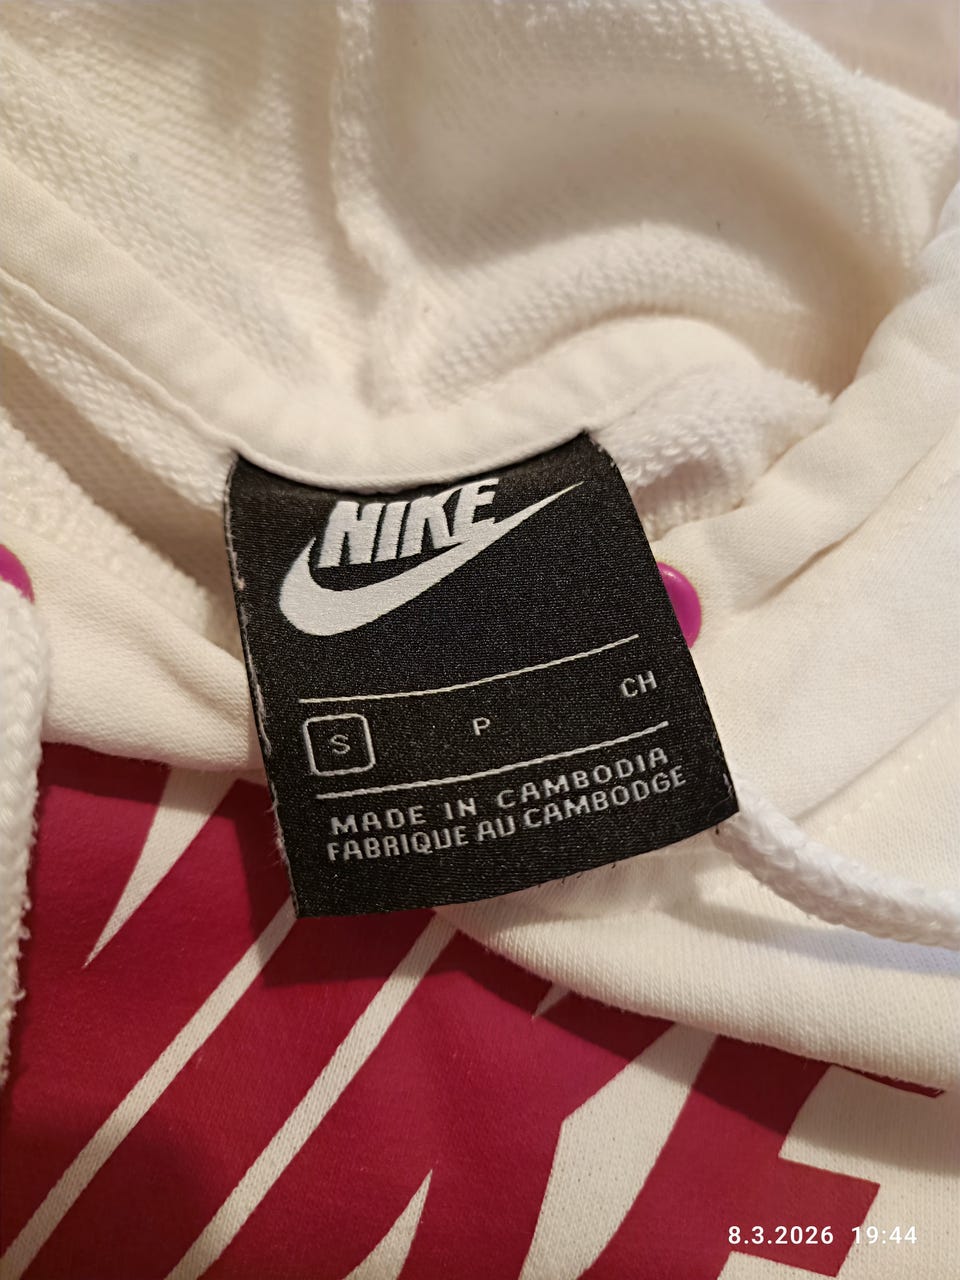 NIKE
S P CH
MADE IN CAMBODIA
FABRIQUE AU CAMBODGE
8.3.2026 19:44